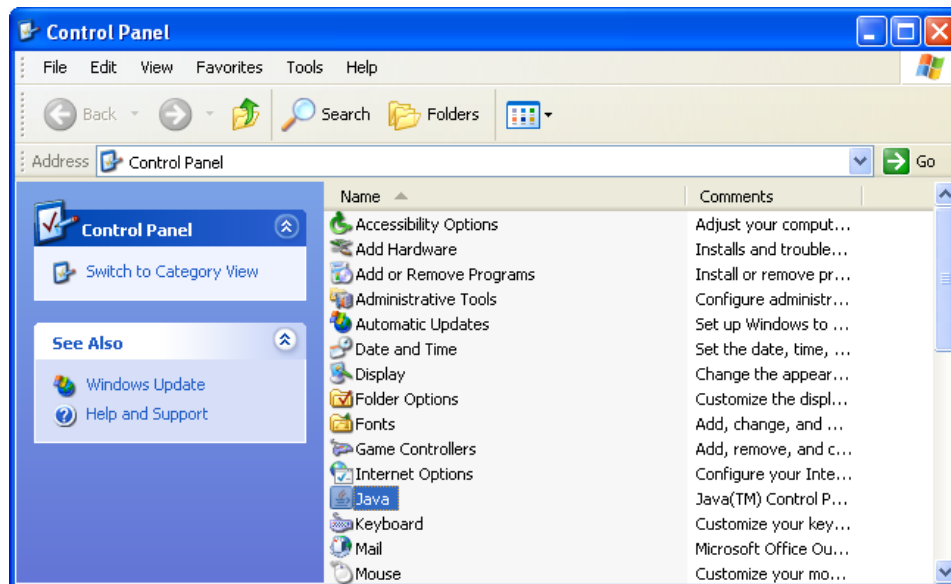 Control Panel
File Edit View Favorites Tools Help
Back Search Folders
Address Control Panel Go
Control Panel
Switch to Category View
See Also
Windows Update
Help and Support
Name Comments
Accessibility Options Adjust your comput...
Add Hardware Installs and trouble...
Add or Remove Programs Install or remove pr...
Administrative Tools Configure administr...
Automatic Updates Set up Windows to ...
Date and Time Set the date, time, ...
Display Change the appear...
Folder Options Customize the displ...
Fonts Add, change, and ...
Game Controllers Add, remove, and c...
Internet Options Configure your Inte...
Java Java(TM) Control P...
Keyboard Customize your key...
Mail Microsoft Office Ou...
Mouse Customize your mo...